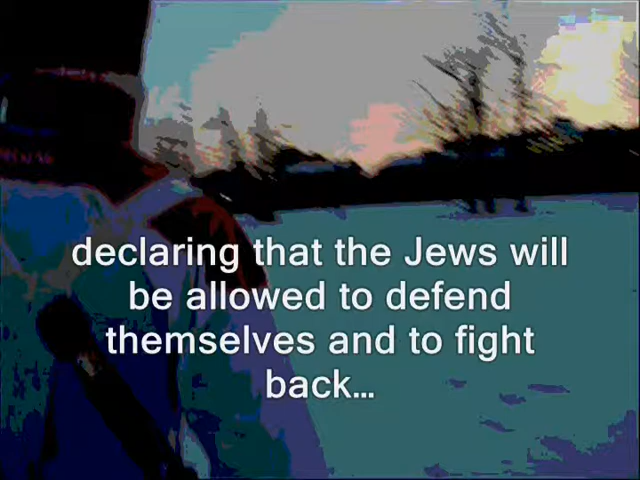 declaring that the Jews will
be allowed to defend
themselves and to fight
back...